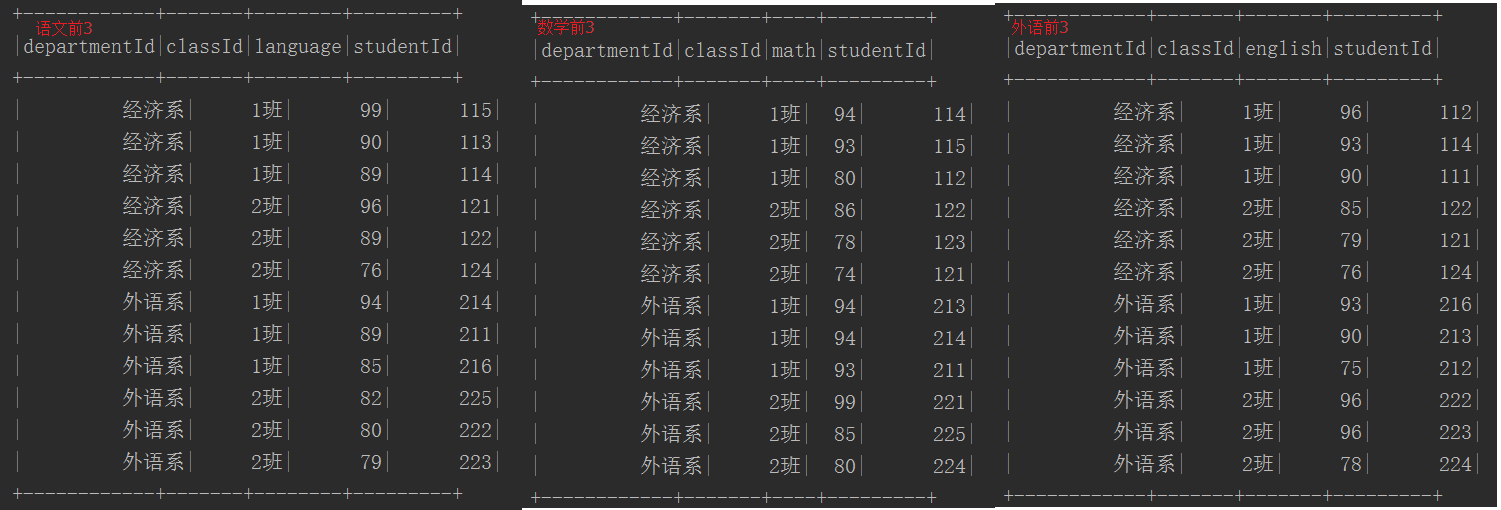 语文前3
|departmentId|classId|language|studentId|
| 经济系| 1班| 99| 115|
| 经济系| 1班| 90| 113|
| 经济系| 1班| 89| 114|
| 经济系| 2班| 96| 121|
| 经济系| 2班| 89| 122|
| 经济系| 2班| 76| 124|
| 外语系| 1班| 94| 214|
| 外语系| 1班| 89| 211|
| 外语系| 1班| 85| 216|
| 外语系| 2班| 82| 225|
| 外语系| 2班| 80| 222|
| 外语系| 2班| 79| 223|
数学前3
|departmentId|classId|math|studentId|
| 经济系| 1班| 94| 114|
| 经济系| 1班| 93| 115|
| 经济系| 1班| 80| 112|
| 经济系| 2班| 86| 122|
| 经济系| 2班| 78| 123|
| 经济系| 2班| 74| 121|
| 外语系| 1班| 94| 213|
| 外语系| 1班| 94| 214|
| 外语系| 1班| 93| 211|
| 外语系| 2班| 99| 221|
| 外语系| 2班| 85| 225|
| 外语系| 2班| 80| 224|
外语前3
|departmentId|classId|english|studentId|
| 经济系| 1班| 96| 112|
| 经济系| 1班| 93| 114|
| 经济系| 1班| 90| 111|
| 经济系| 2班| 85| 122|
| 经济系| 2班| 79| 121|
| 经济系| 2班| 76| 124|
| 外语系| 1班| 93| 216|
| 外语系| 1班| 90| 213|
| 外语系| 1班| 75| 212|
| 外语系| 2班| 96| 222|
| 外语系| 2班| 96| 223|
| 外语系| 2班| 78| 224|